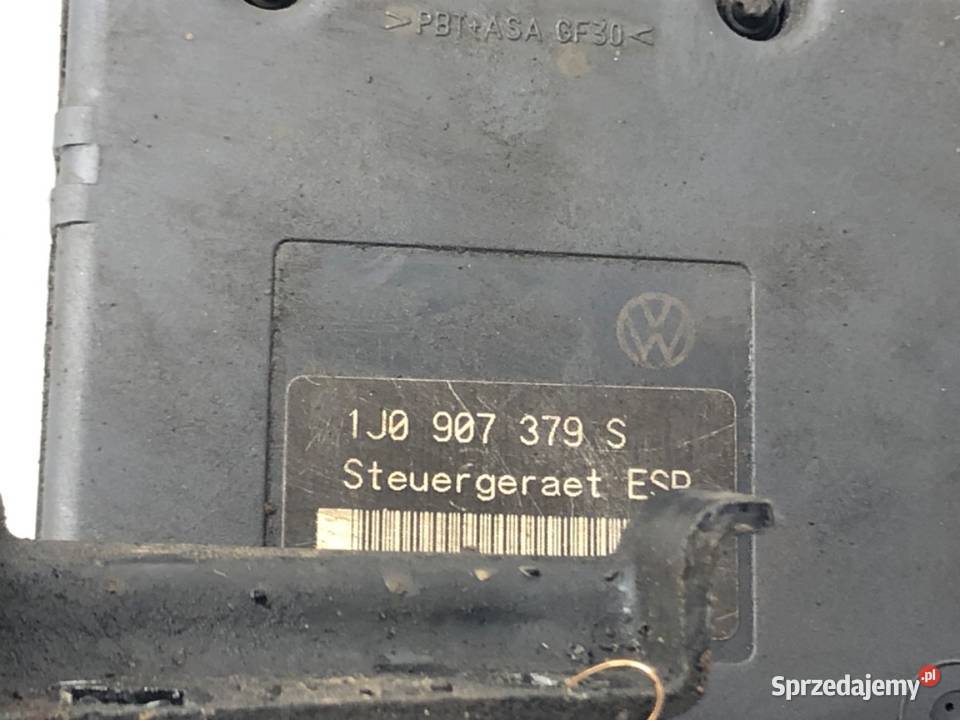 >PBT+ASA GF30<
1J0 907 379 S
Steuergeraet ESP
Sprzedajemy.pl